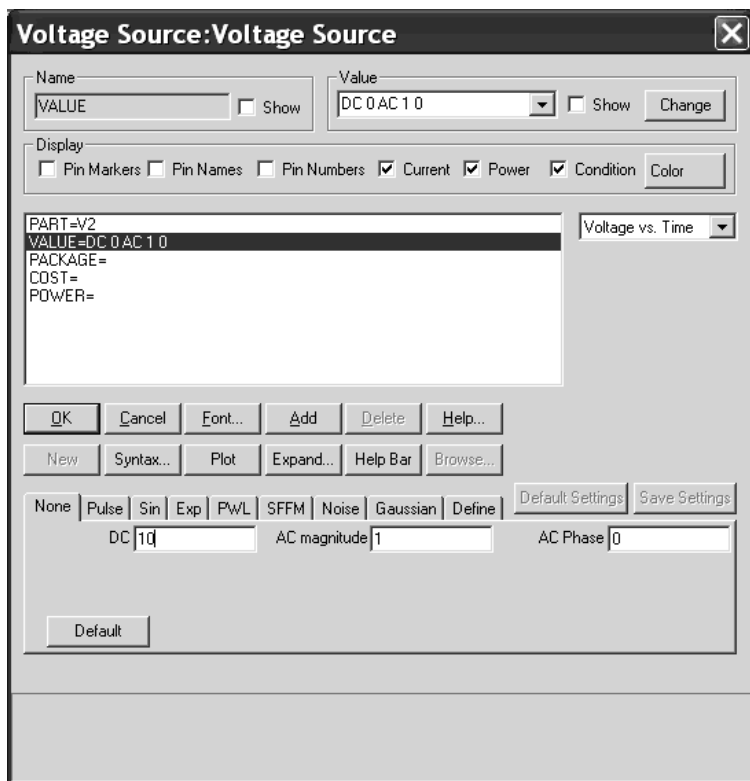 Voltage Source:Voltage Source
Name
VALUE Show
Value
DC 0 AC 1 0 Show Change
Display
Pin Markers Pin Names Pin Numbers Current Power Condition Color
PART=V2
VALUE=DC 0 AC 1 0
PACKAGE=
COST=
POWER=
Voltage vs. Time
OK Cancel Font... Add Delete Help...
New Syntax... Plot Expand... Help Bar Browse...
Default Settings Save Settings
None Pulse Sin Exp PWL SFFM Noise Gaussian Define
DC 10 AC magnitude 1 AC Phase 0
Default